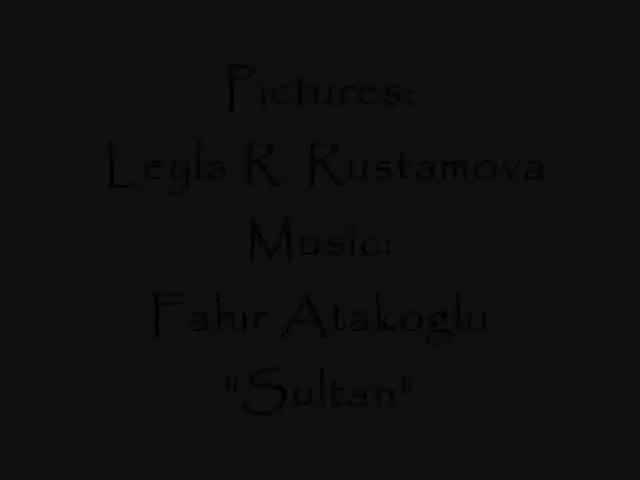 Pictures:
Leyla R Rustamova
Music:
Fahir Atakoglu
"Sultan"